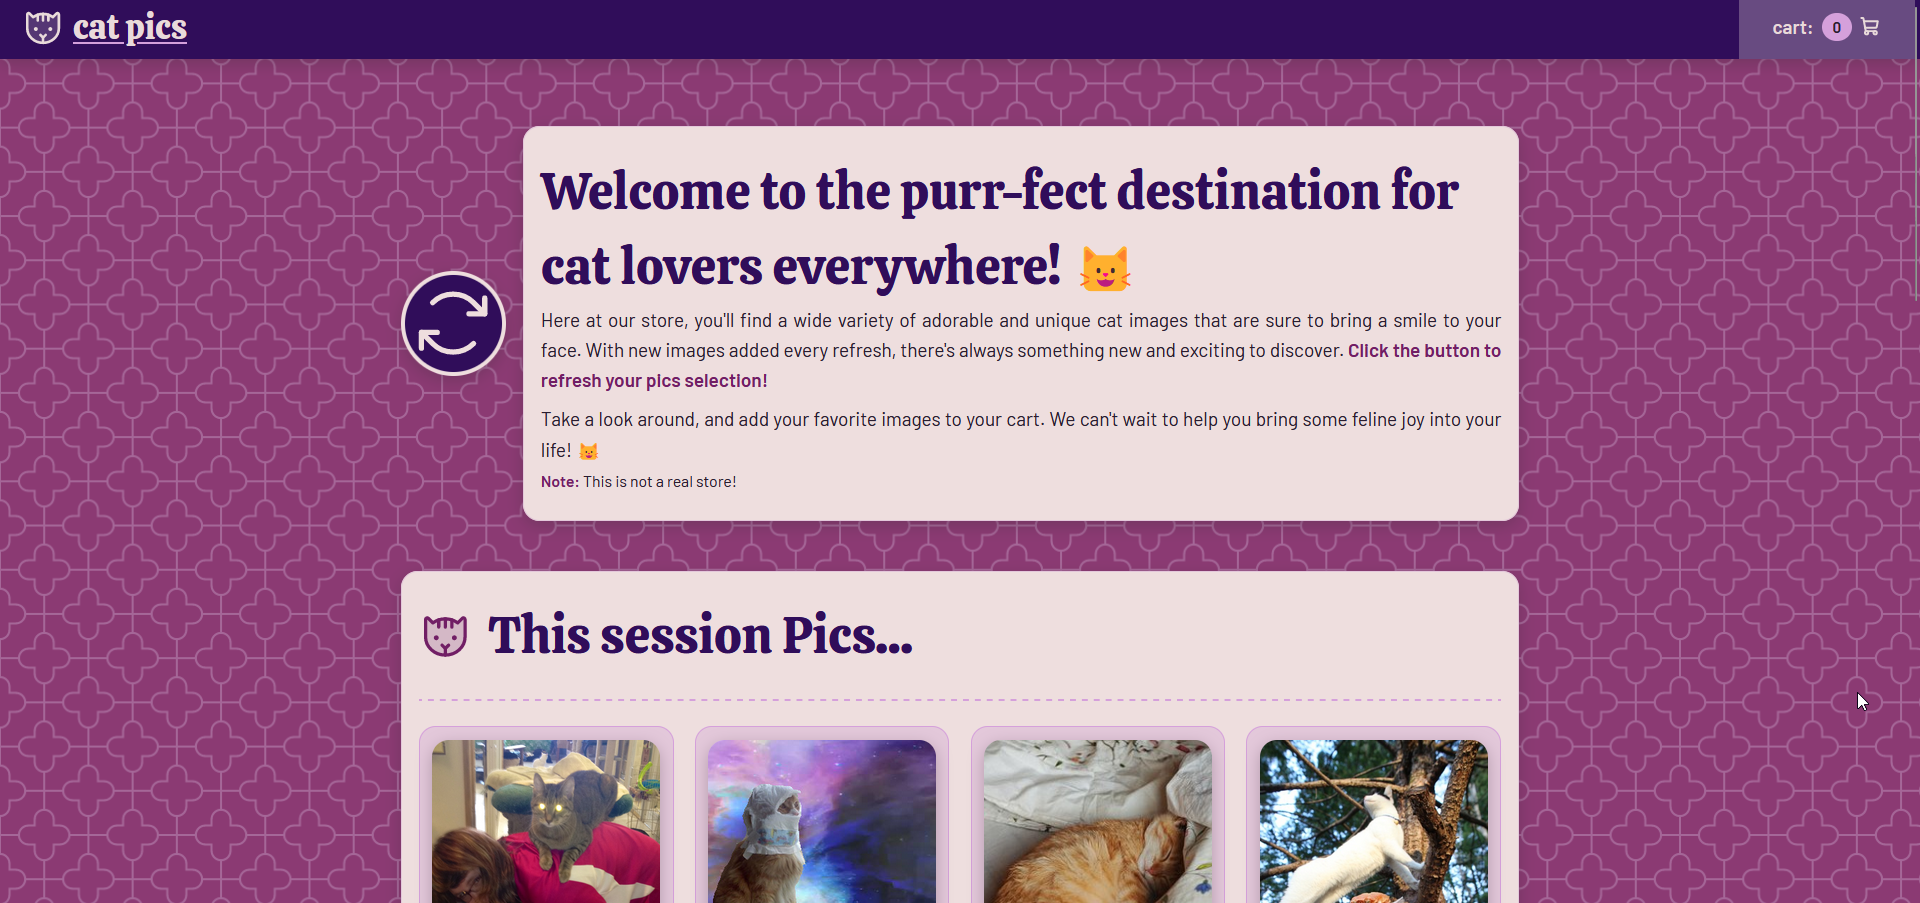 cat pics
cart: 0
Welcome to the purr-fect destination for
cat lovers everywhere! 😺
Here at our store, you'll find a wide variety of adorable and unique cat images that are sure to bring a smile to your
face. With new images added every refresh, there's always something new and exciting to discover. Click the button to
refresh your pics selection!
Take a look around, and add your favorite images to your cart. We can't wait to help you bring some feline joy into your
life! 😺
Note: This is not a real store!
This session Pics...